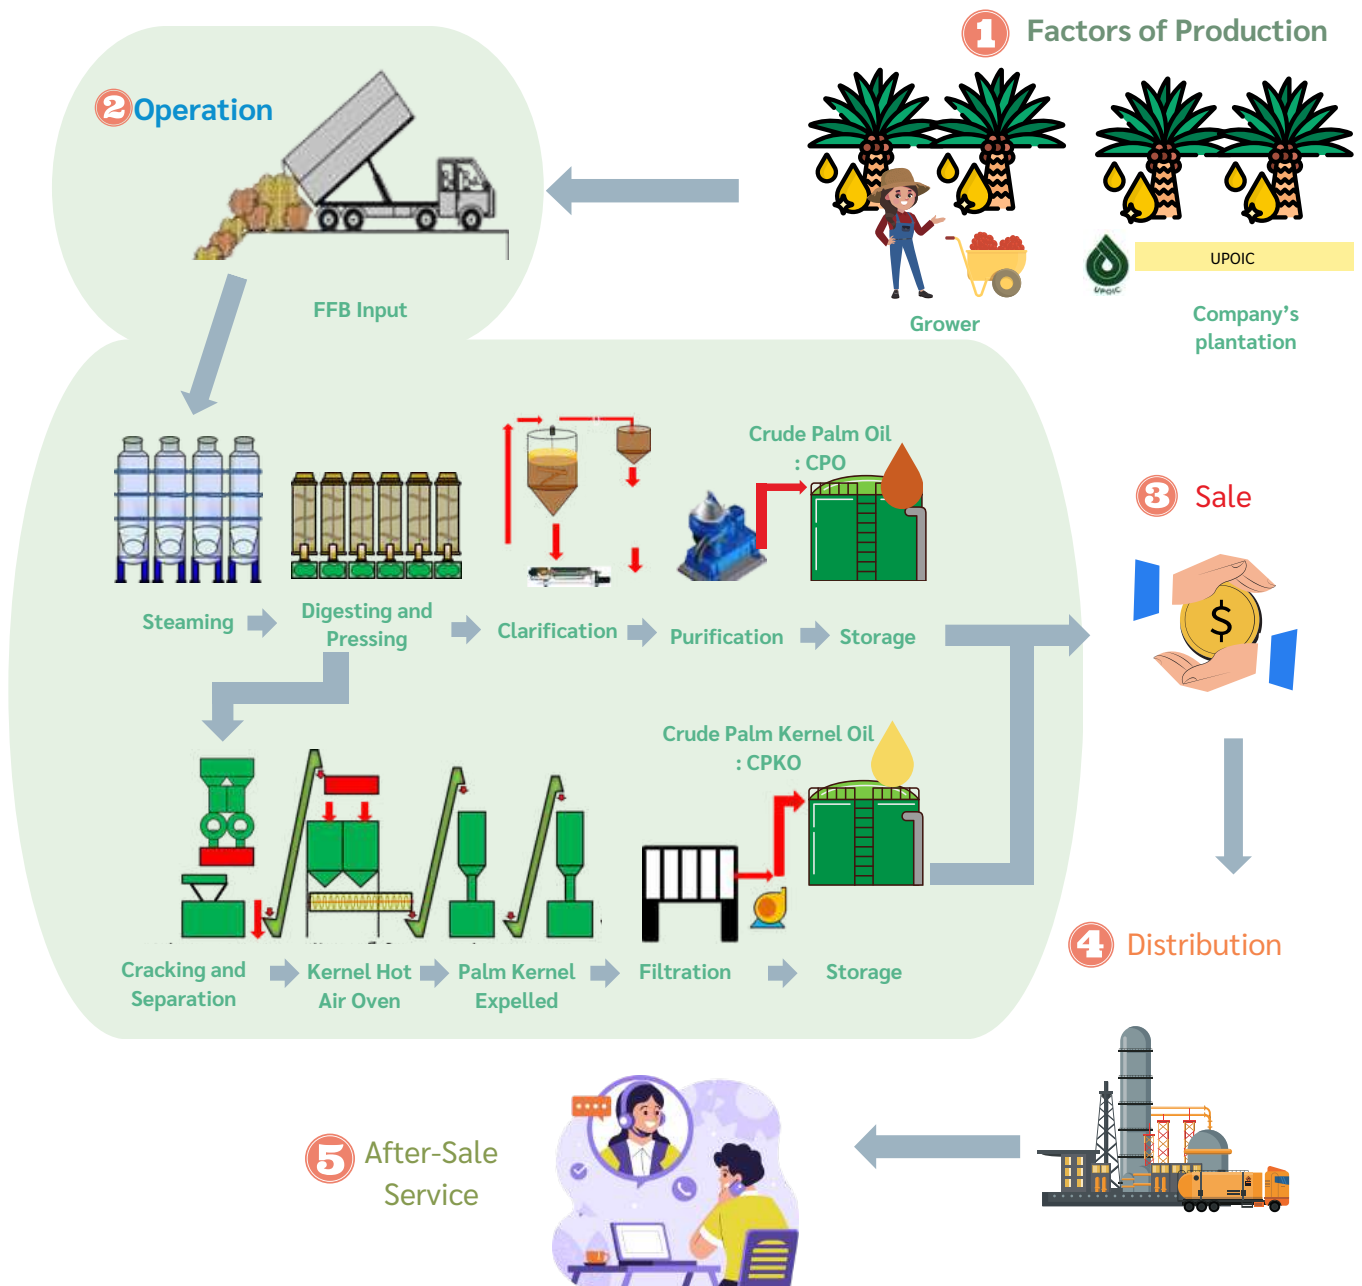 1 Factors of Production
2 Operation
UPOIC
UPOIC
FFB Input
Grower
Company's
plantation
Crude Palm Oil
: CPO
3 Sale
$
Steaming
Digesting and
Pressing
Clarification
Purification
Storage
Crude Palm Kernel Oil
: CPKO
4 Distribution
Cracking and
Separation
Kernel Hot
Air Oven
Palm Kernel
Expelled
Filtration
Storage
5 After-Sale
Service